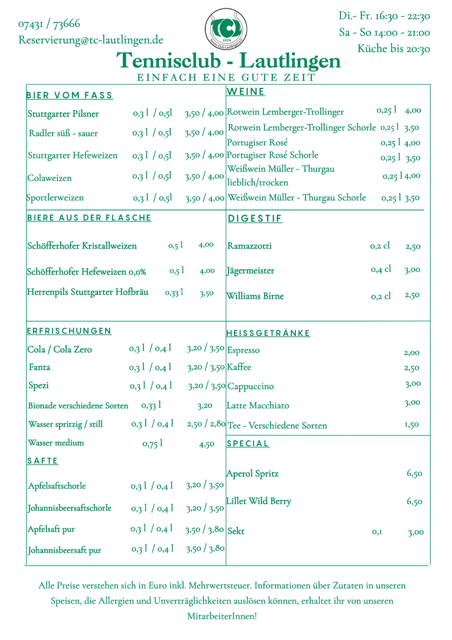 07431 / 73666
Reservierung@tc-lautlingen.de
Di.- Fr. 16:30 - 22:30
Sa - So 14:00 - 21:00
Küche bis 20:30
Tennisclub - Lautlingen
EINFACH EINE GUTE ZEIT
BIER VOM FASS
Stuttgarter Pilsner 0,3 l / 0,5l 3,50 / 4,00
Radler süß - sauer 0,3 l / 0,5l 3,50 / 4,00
Stuttgarter Hefeweizen 0,3 l / 0,5l 3,50 / 4,00
Colaweizen 0,3 l / 0,5l 3,50 / 4,00
Sportlerweizen 0,3 l / 0,5l 3,50 / 4,00
WEINE
Rotwein Lemberger-Trollinger 0,25 l 4,00
Rotwein Lemberger-Trollinger Schorle 0,25 l 3,50
Portugiser Rosé 0,25 l 4,00
Portugiser Rosé Schorle 0,25 l 3,50
Weißwein Müller - Thurgau
lieblich/trocken 0,25 l 4,00
Weißwein Müller - Thurgau Schorle 0,25 l 3,50
BIERE AUS DER FLASCHE
Schöfferhofer Kristallweizen 0,5 l 4,00
Schöfferhofer Hefeweizen 0,0% 0,5 l 4,00
Herrenpils Stuttgarter Hofbräu 0,33 l 3,50
DIGESTIF
Ramazzotti 0,2 cl 2,50
Jägermeister 0,4 cl 3,00
Williams Birne 0,2 cl 2,50
ERFRISCHUNGEN
Cola / Cola Zero 0,3 l / 0,4 l 3,20 / 3,50
Fanta 0,3 l / 0,4 l 3,20 / 3,50
Spezi 0,3 l / 0,4 l 3,20 / 3,50
Bionade verschiedene Sorten 0,33 l 3,20
Wasser spritzig / still 0,3 l / 0,4 l 2,50 / 2,80
Wasser medium 0,75 l 4,50
SÄFTE
Apfelsaftschorle 0,3 l / 0,4 l 3,20 / 3,50
Johannisbeersaftschorle 0,3 l / 0,4 l 3,20 / 3,50
Apfelsaft pur 0,3 l / 0,4 l 3,50 / 3,80
Johannisbeersaft pur 0,3 l / 0,4 l 3,50 / 3,80
HEISSGETRÄNKE
Espresso 2,00
Kaffee 2,50
Cappuccino 3,00
Latte Macchiato 3,00
Tee - Verschiedene Sorten 1,50
SPECIAL
Aperol Spritz 6,50
Lillet Wild Berry 6,50
Sekt 0,1 3,00
Alle Preise verstehen sich in Euro inkl. Mehrwertsteuer. Informationen über Zutaten in unseren
Speisen, die Allergien und Unverträglichkeiten auslösen können, erhaltet ihr von unseren
MitarbeiterInnen!